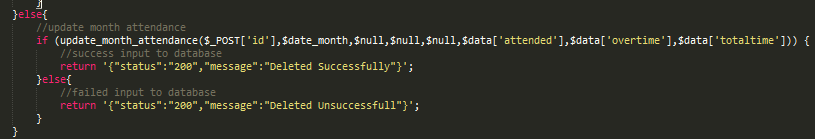 }
}else{
//update month attendance
if (update_month_attendance($_POST['id'],$date_month,$null,$null,$null,$data['attended'],$data['overtime'],$data['totaltime'])) {
//success input to database
return '{"status":"200","message":"Deleted Successfully"}';
}else{
//failed input to database
return '{"status":"200","message":"Deleted Unsuccessfull"}';
}
}